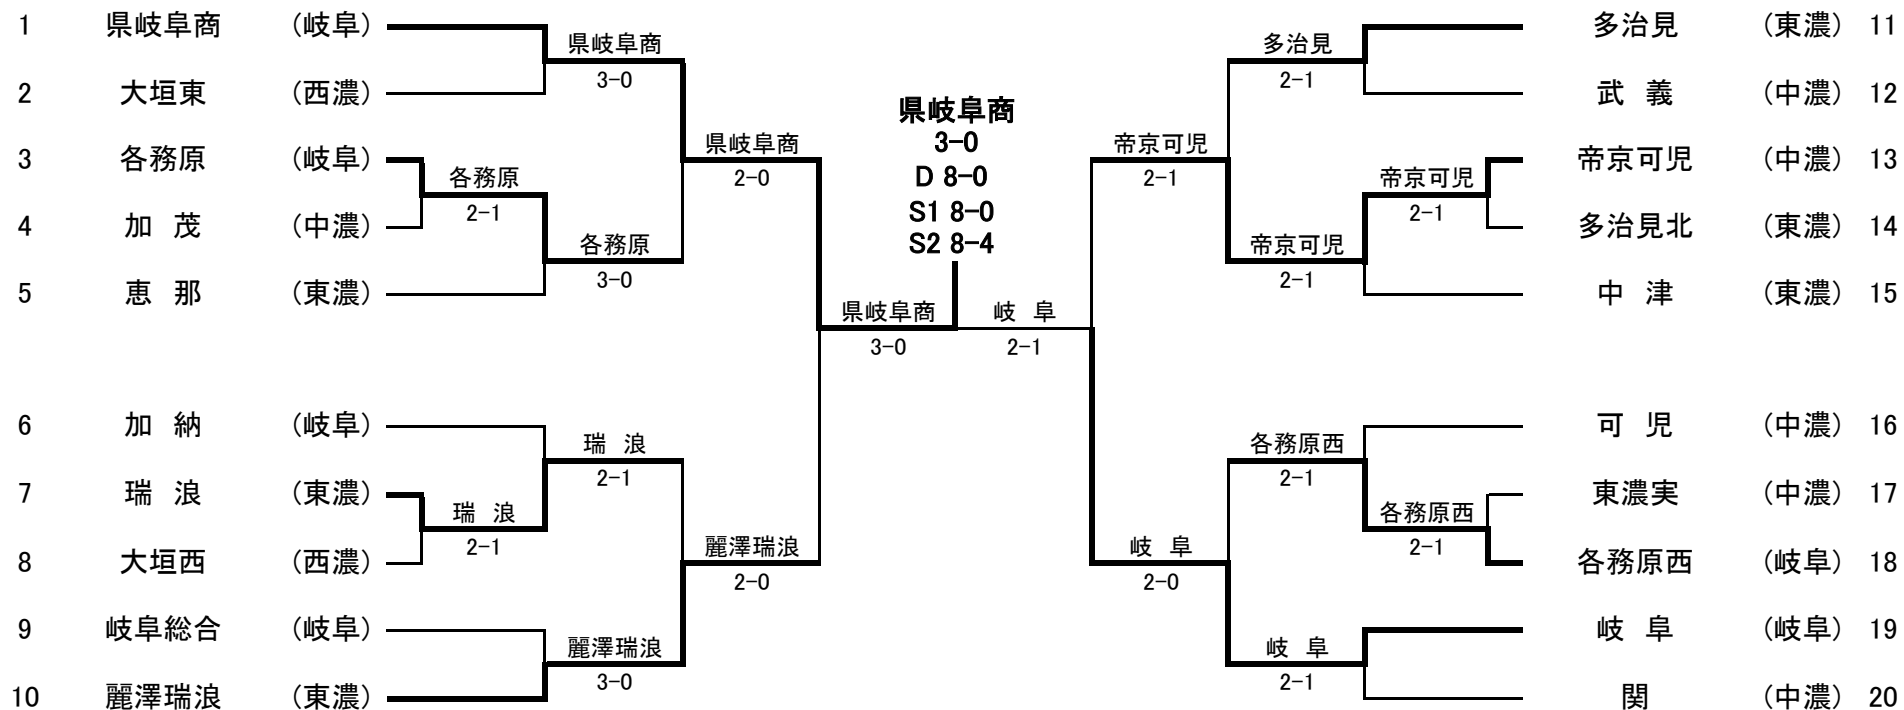 1 県岐阜商 (岐阜)
2 大垣東 (西濃)
3 各務原 (岐阜)
4 加 茂 (中濃)
5 恵 那 (東濃)
6 加 納 (岐阜)
7 瑞 浪 (東濃)
8 大垣西 (西濃)
9 岐阜総合 (岐阜)
10 麗澤瑞浪 (東濃)
各務原
2-1
瑞 浪
2-1
県岐阜商
3-0
各務原
3-0
瑞 浪
2-1
麗澤瑞浪
3-0
県岐阜商
2-0
麗澤瑞浪
2-0
県岐阜商
3-0
県岐阜商
3-0
D 8-0
S1 8-0
S2 8-4
岐 阜
2-1
帝京可児
2-1
岐 阜
2-0
多治見
2-1
帝京可児
2-1
各務原西
2-1
岐 阜
2-1
帝京可児
2-1
各務原西
2-1
多治見 (東濃) 11
武 義 (中濃) 12
帝京可児 (中濃) 13
多治見北 (東濃) 14
中 津 (東濃) 15
可 児 (中濃) 16
東濃実 (中濃) 17
各務原西 (岐阜) 18
岐 阜 (岐阜) 19
関 (中濃) 20